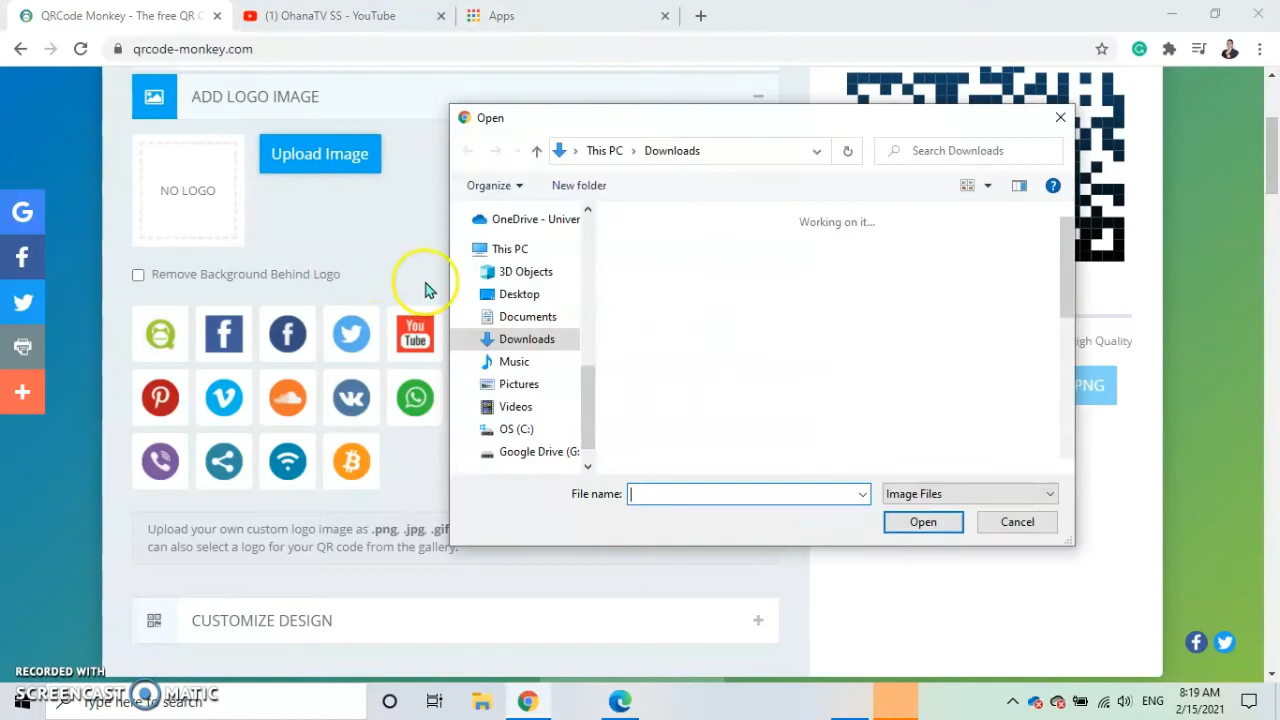 QRCode Monkey - The free QR C
(1) OhanaTV SS - YouTube
Apps
qrcode-monkey.com
ADD LOGO IMAGE
Upload Image
NO LOGO
Remove Background Behind Logo
You
Tube
Upload your own custom logo image as .png, .jpg, .gif
can also select a logo for your QR code from the gallery.
CUSTOMIZE DESIGN
Open
This PC > Downloads
Search Downloads
Organize
New folder
OneDrive - Univer
This PC
3D Objects
Desktop
Documents
Downloads
Music
Pictures
Videos
OS (C:)
Google Drive (G:
Working on it...
File name:
Image Files
Open
Cancel
Quality
PNG
RECORDED WITH
SCREENCAST MATIC
Type here to search
ENG
8:19 AM
2/15/2021